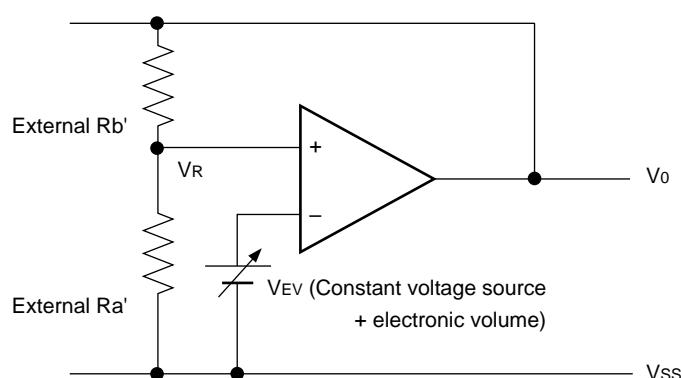 External Rb'
VR
+
V0
–
VEV (Constant voltage source
+ electronic volume)
External Ra'
VSS